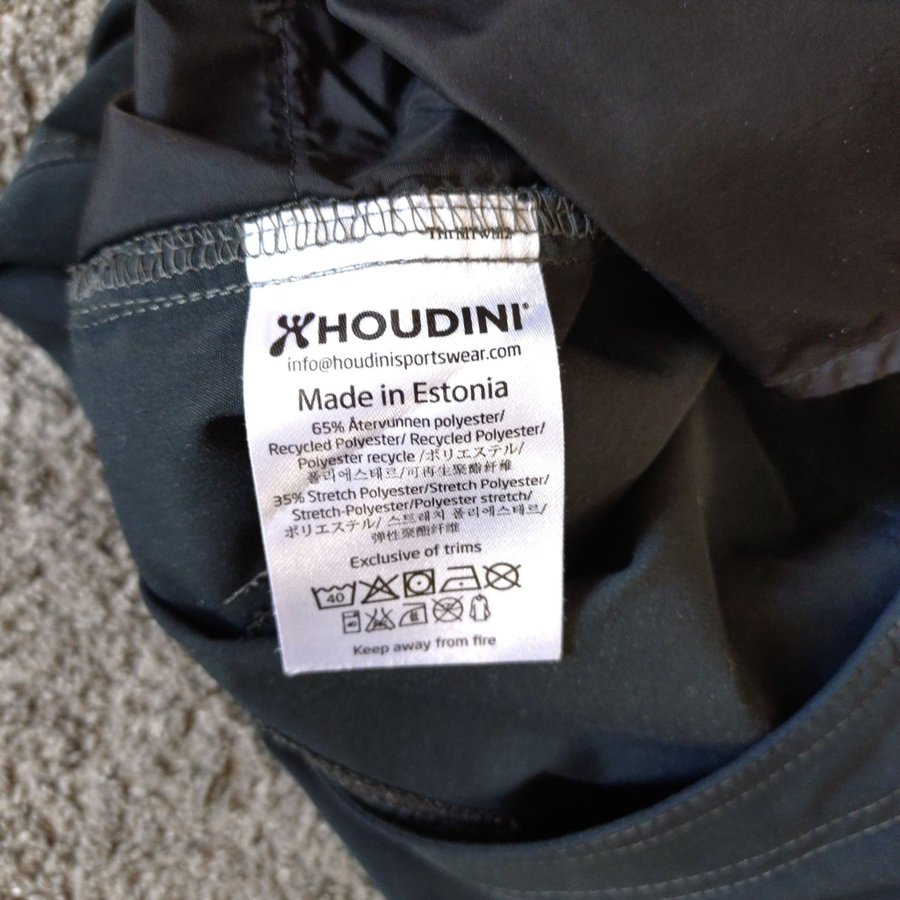 HOUDINI
info@houdinisportswear.com
Made in Estonia
65% Återvunnen polyester/
Recycled Polyester/ Recycled Polyester/
Polyester recycle /ポリエステル/
폴리에스테르/可再生聚酯纤维
35% Stretch Polyester/Stretch Polyester/
Stretch-Polyester/Polyester stretch/
ポリエステル/ 스트레치 폴리에스테르/
弹性聚酯纤维
Exclusive of trims
40
40
Keep away from fire